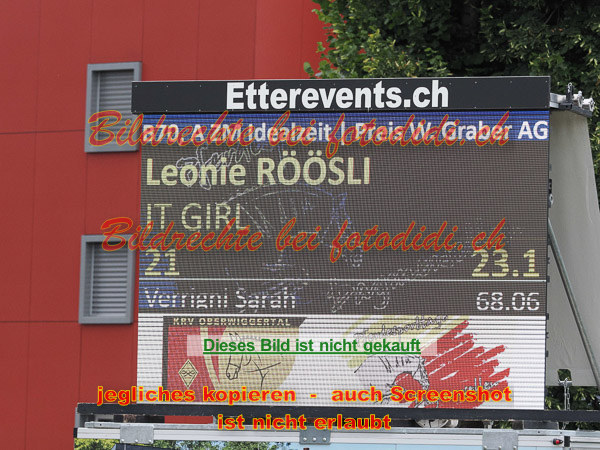 Etterevents.ch
B70, A ZM Idealzeit | Preis W. Graber AG
Bildrechte bei fotodidi.ch
Leonie RÖÖSLI
IT GIRL
Bildrechte bei fotodidi.ch
21 23.1
Verrigni Sarah 68.06
KRV OBERWIGGERTAL
Dieses Bild ist nicht gekauft
jegliches kopieren - auch Screenshot
ist nicht erlaubt